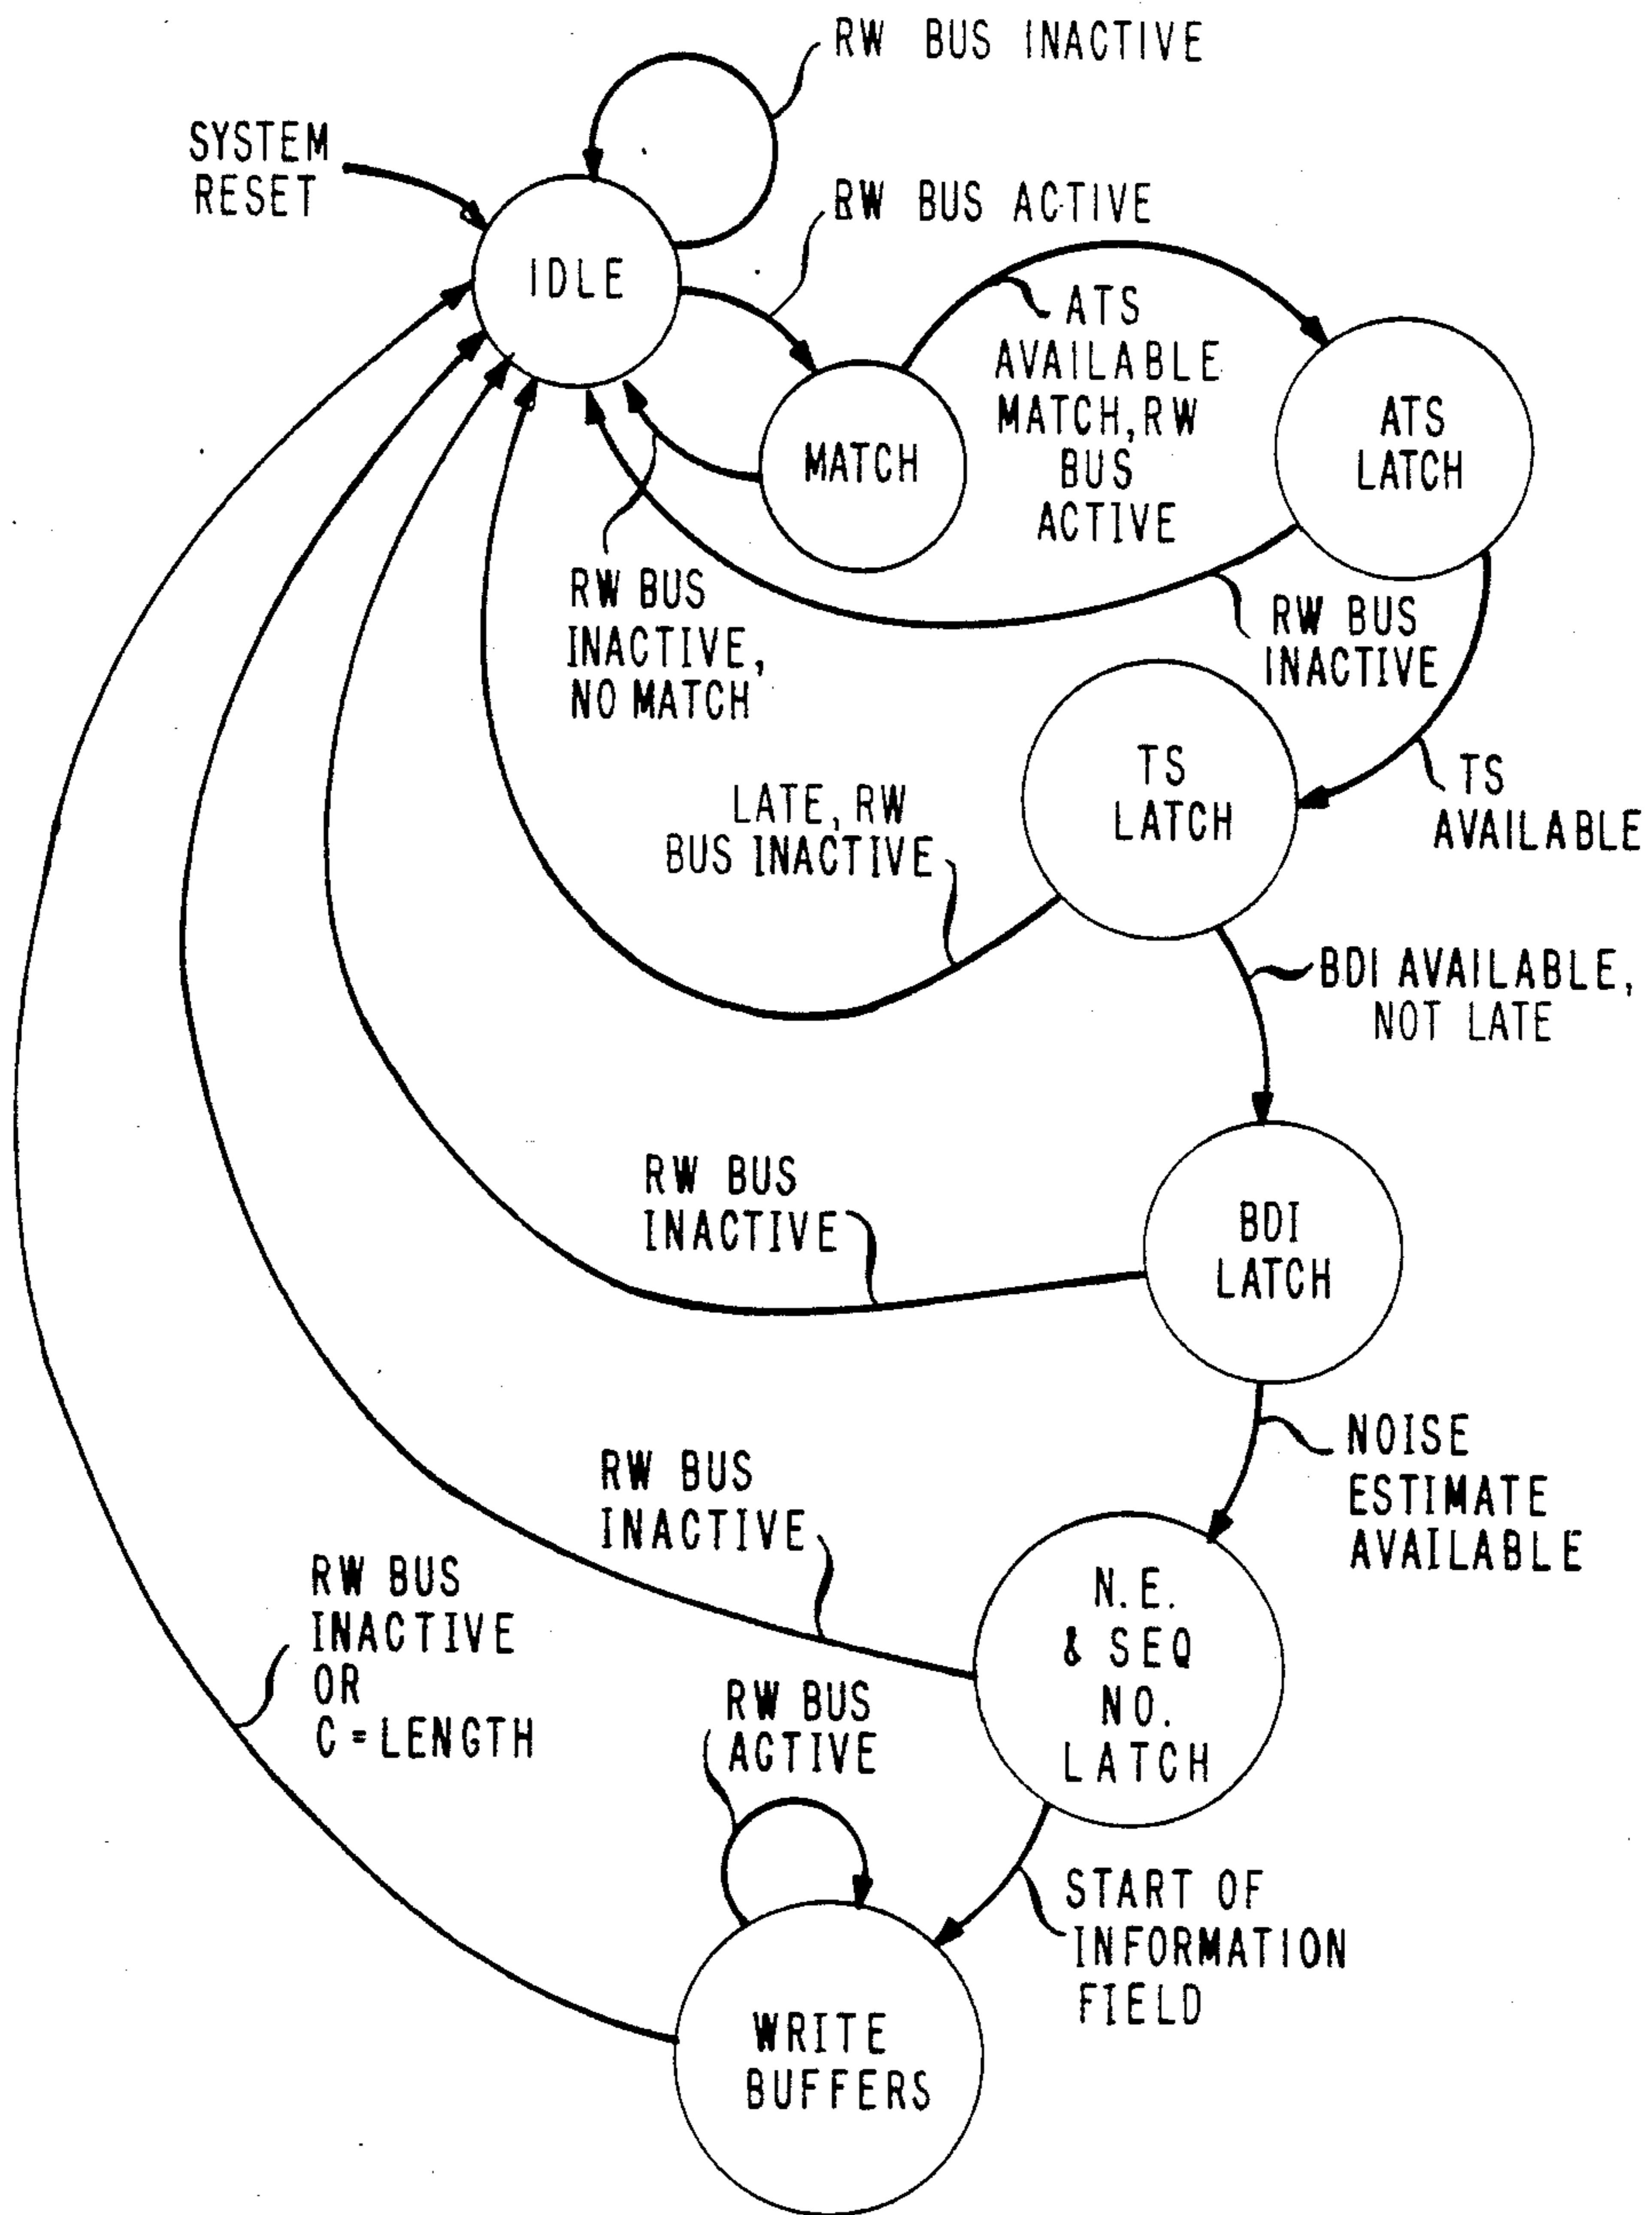 RW BUS INACTIVE
SYSTEM
RESET
RW BUS ACTIVE
IDLE
ATS
AVAILABLE
MATCH, RW
BUS
ACTIVE
MATCH
ATS
LATCH
RW BUS
INACTIVE,
NO MATCH
RW BUS
INACTIVE
TS
LATCH
TS
AVAILABLE
LATE, RW
BUS INACTIVE
BDI AVAILABLE,
NOT LATE
RW BUS
INACTIVE
BDI
LATCH
NOISE
ESTIMATE
AVAILABLE
RW BUS
INACTIVE
N.E.
& SEQ
NO.
LATCH
RW BUS
INACTIVE
OR
C = LENGTH
RW BUS
ACTIVE
START OF
INFORMATION
FIELD
WRITE
BUFFERS